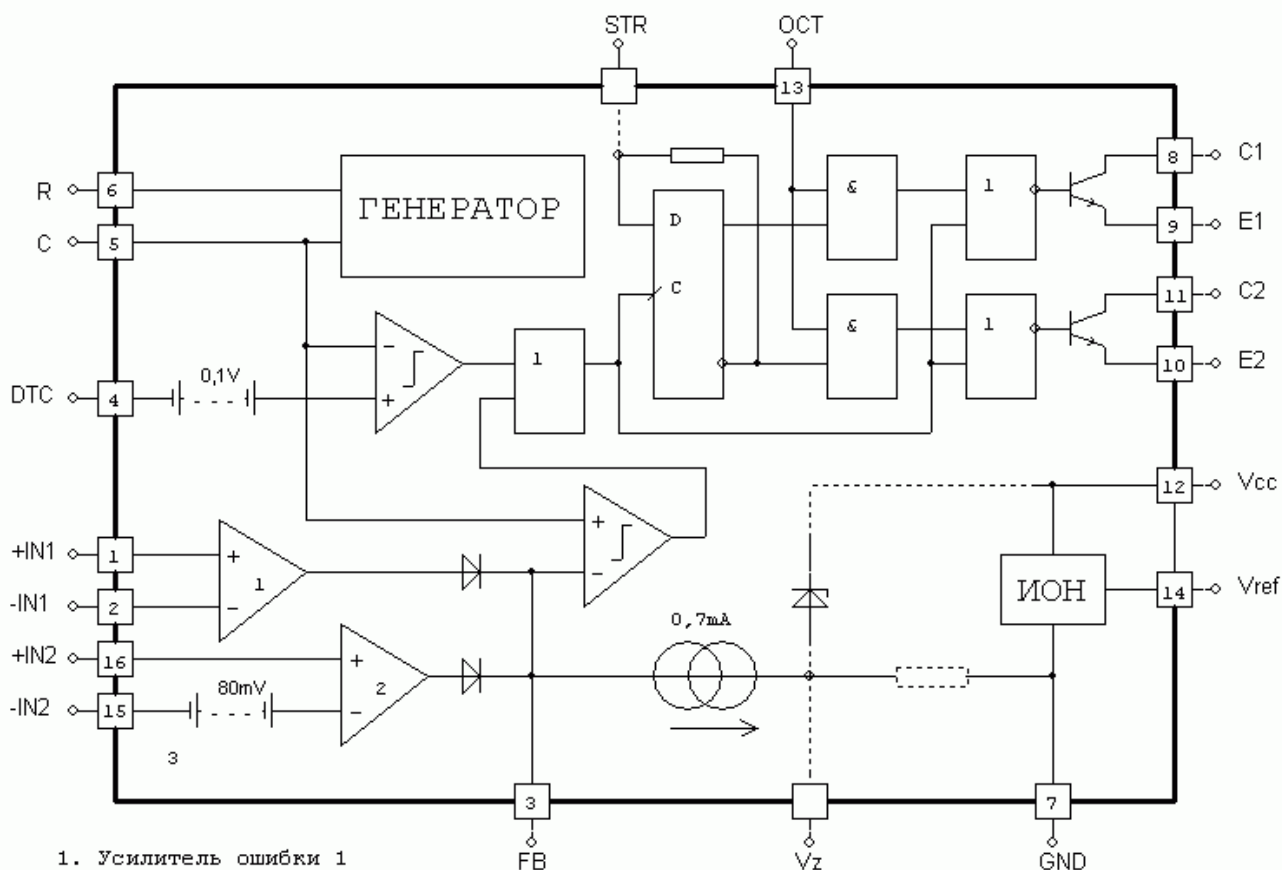 STR OCT
13
R 6 ГЕНЕРАТОР & 1 8 C1
C 5 D 9 E1
C 11 C2
& 1
DTC 4 0,1V - + 1 10 E2
12 Vcc
+IN1 1 + 1 + -
-IN1 2 - ИОН 14 Vref
+IN2 16 + 0,7mA
-IN2 15 80mV - 2
3
3 7
FB Vz GND
1. Усилитель ошибки 1